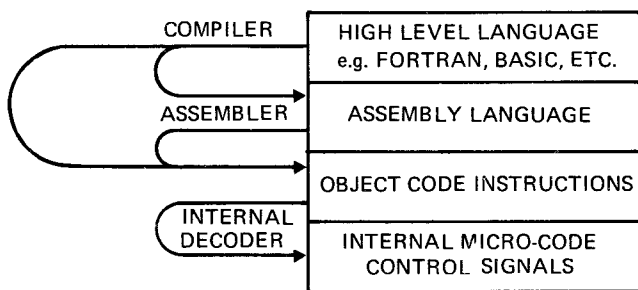 COMPILER
HIGH LEVEL LANGUAGE
e.g. FORTRAN, BASIC, ETC.
ASSEMBLER
ASSEMBLY LANGUAGE
OBJECT CODE INSTRUCTIONS
INTERNAL
DECODER
INTERNAL MICRO-CODE
CONTROL SIGNALS